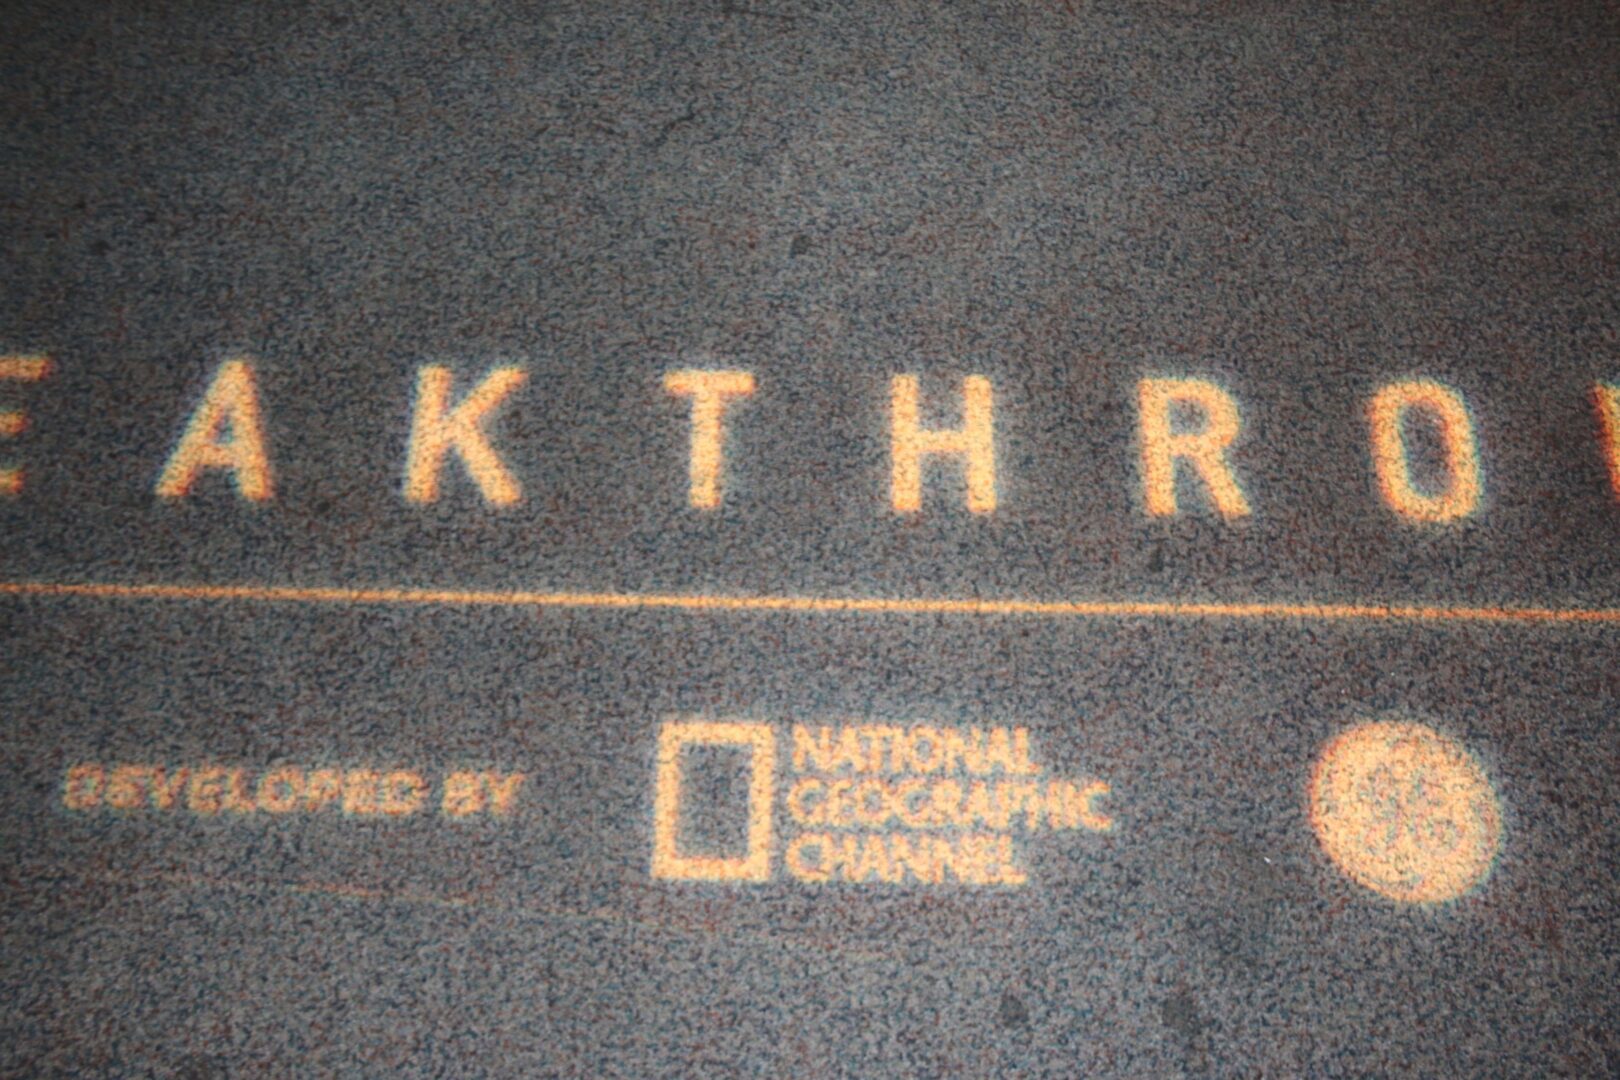 EAKTHRO
DEVELOPED BY
NATIONAL
GEOGRAPHIC
CHANNEL